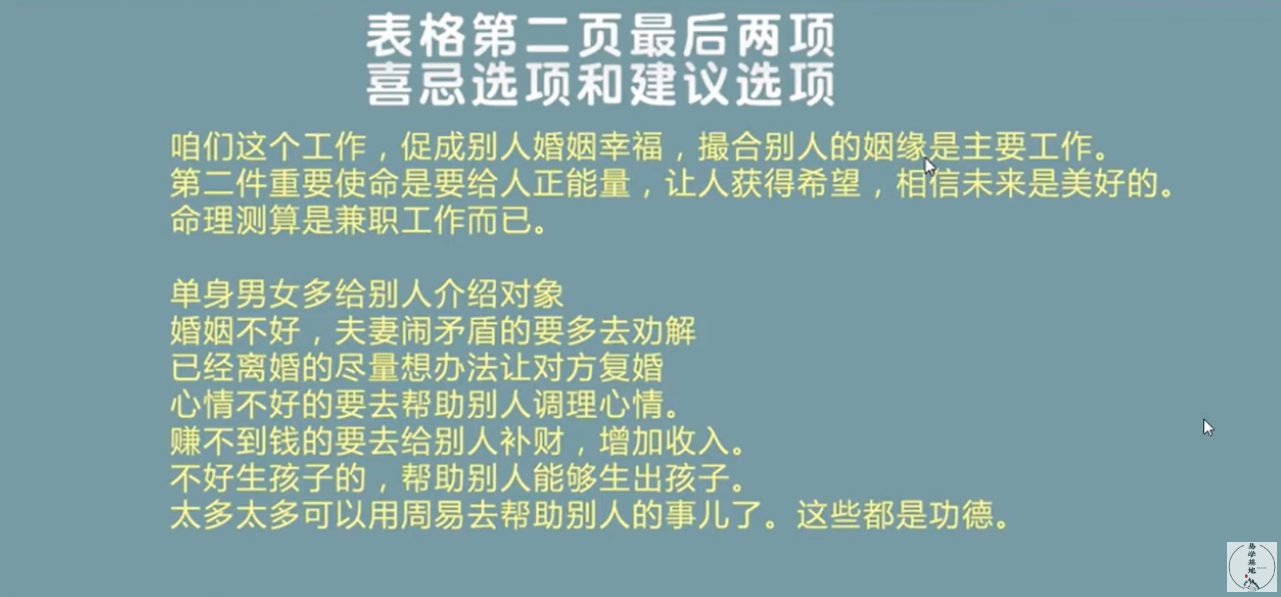 表格第二页最后两项
喜忌选项和建议选项
咱们这个工作，促成别人婚姻幸福，撮合别人的姻缘是主要工作。
第二件重要使命是要给人正能量，让人获得希望，相信未来是美好的。
命理测算是兼职工作而已。
单身男女多给别人介绍对象
婚姻不好，夫妻闹矛盾的要多去劝解
已经离婚的尽量想办法让对方复婚
心情不好的要去帮助别人调理心情。
赚不到钱的要去给别人补财，增加收入。
不好生孩子的，帮助别人能够生出孩子。
太多太多可以用周易去帮助别人的事儿了。这些都是功德。
易学基地